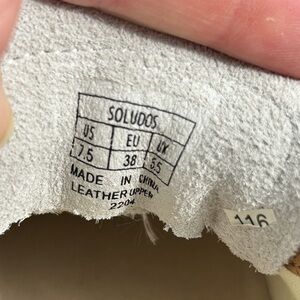 SOLUDOS
US EU UK
7.5 38 5.5
MADE IN CHINA
LEATHER UPPER
2204
116